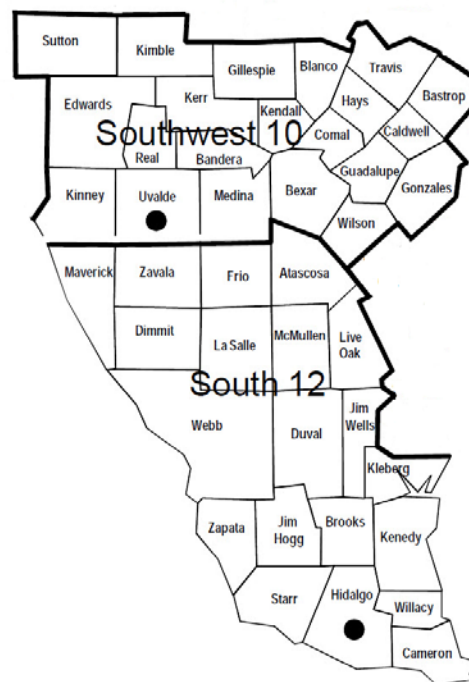 Sutton
Kimble
Gillespie
Blanco
Travis
Bastrop
Edwards
Kerr
Kendall
Hays
Caldwell
Comal
Southwest 10
Real
Bandera
Guadalupe
Gonzales
Kinney
Uvalde
Medina
Bexar
Wilson
Maverick
Zavala
Frio
Atascosa
Dimmit
La Salle
McMullen
Live
Oak
South 12
Webb
Duval
Jim
Wells
Kleberg
Zapata
Jim
Hogg
Brooks
Kenedy
Starr
Hidalgo
Willacy
Cameron